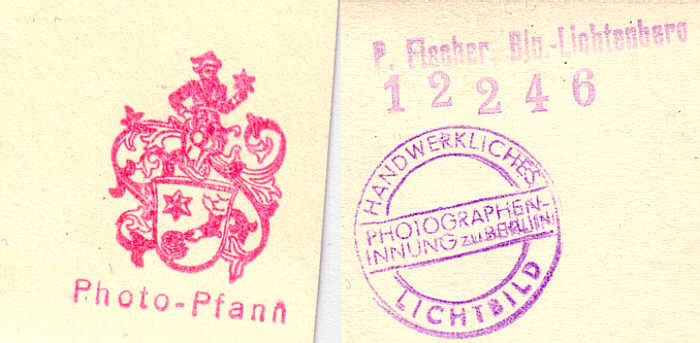 Photo-Pfann
P. Fischer, Bln.-Lichtenberg
12246
HANDWERKLICHES
PHOTOGRAPHEN-
INNUNG zu BERLIN
LICHTBILD